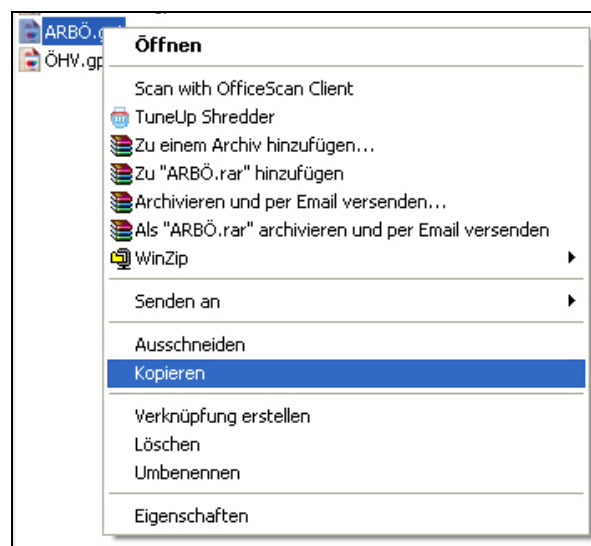 ARBÖ.
ÖHV.gp
Öffnen
Scan with OfficeScan Client
TuneUp Shredder
Zu einem Archiv hinzufügen...
Zu "ARBÖ.rar" hinzufügen
Archivieren und per Email versenden...
Als "ARBÖ.rar" archivieren und per Email versenden
WinZip
Senden an
Ausschneiden
Kopieren
Verknüpfung erstellen
Löschen
Umbenennen
Eigenschaften